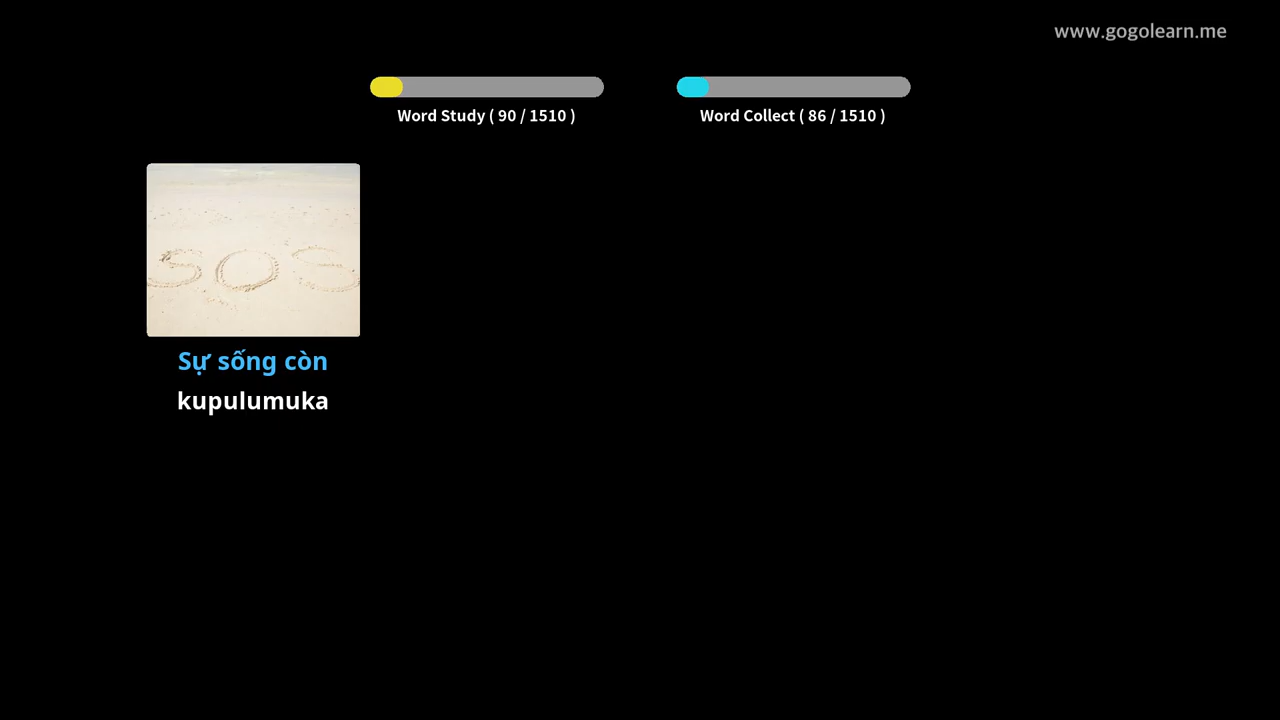 www.gogolearn.me
Word Study ( 90 / 1510 )
Word Collect ( 86 / 1510 )
SOS
Sự sống còn
kupulumuka